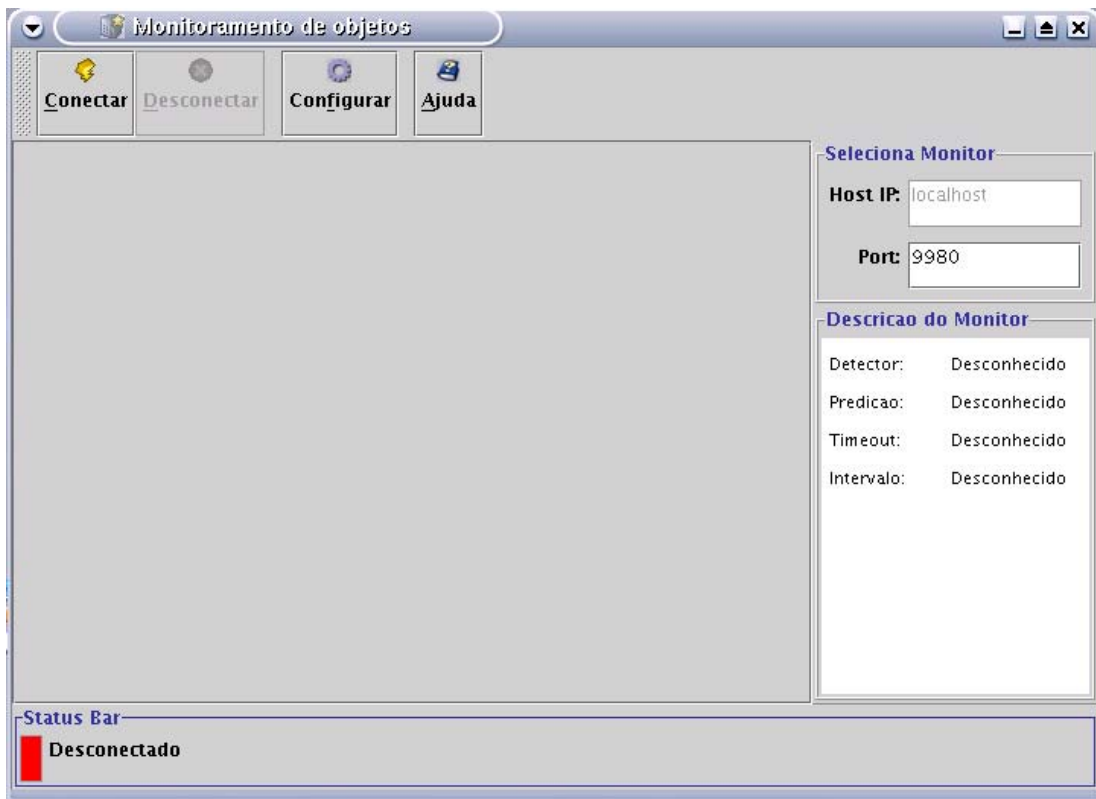 Monitoramento de objetos
Conectar Desconectar Configurar Ajuda
Seleciona Monitor
Host IP: localhost
Port: 9980
Descricao do Monitor
Detector: Desconhecido
Predicao: Desconhecido
Timeout: Desconhecido
Intervalo: Desconhecido
Status Bar
Desconectado